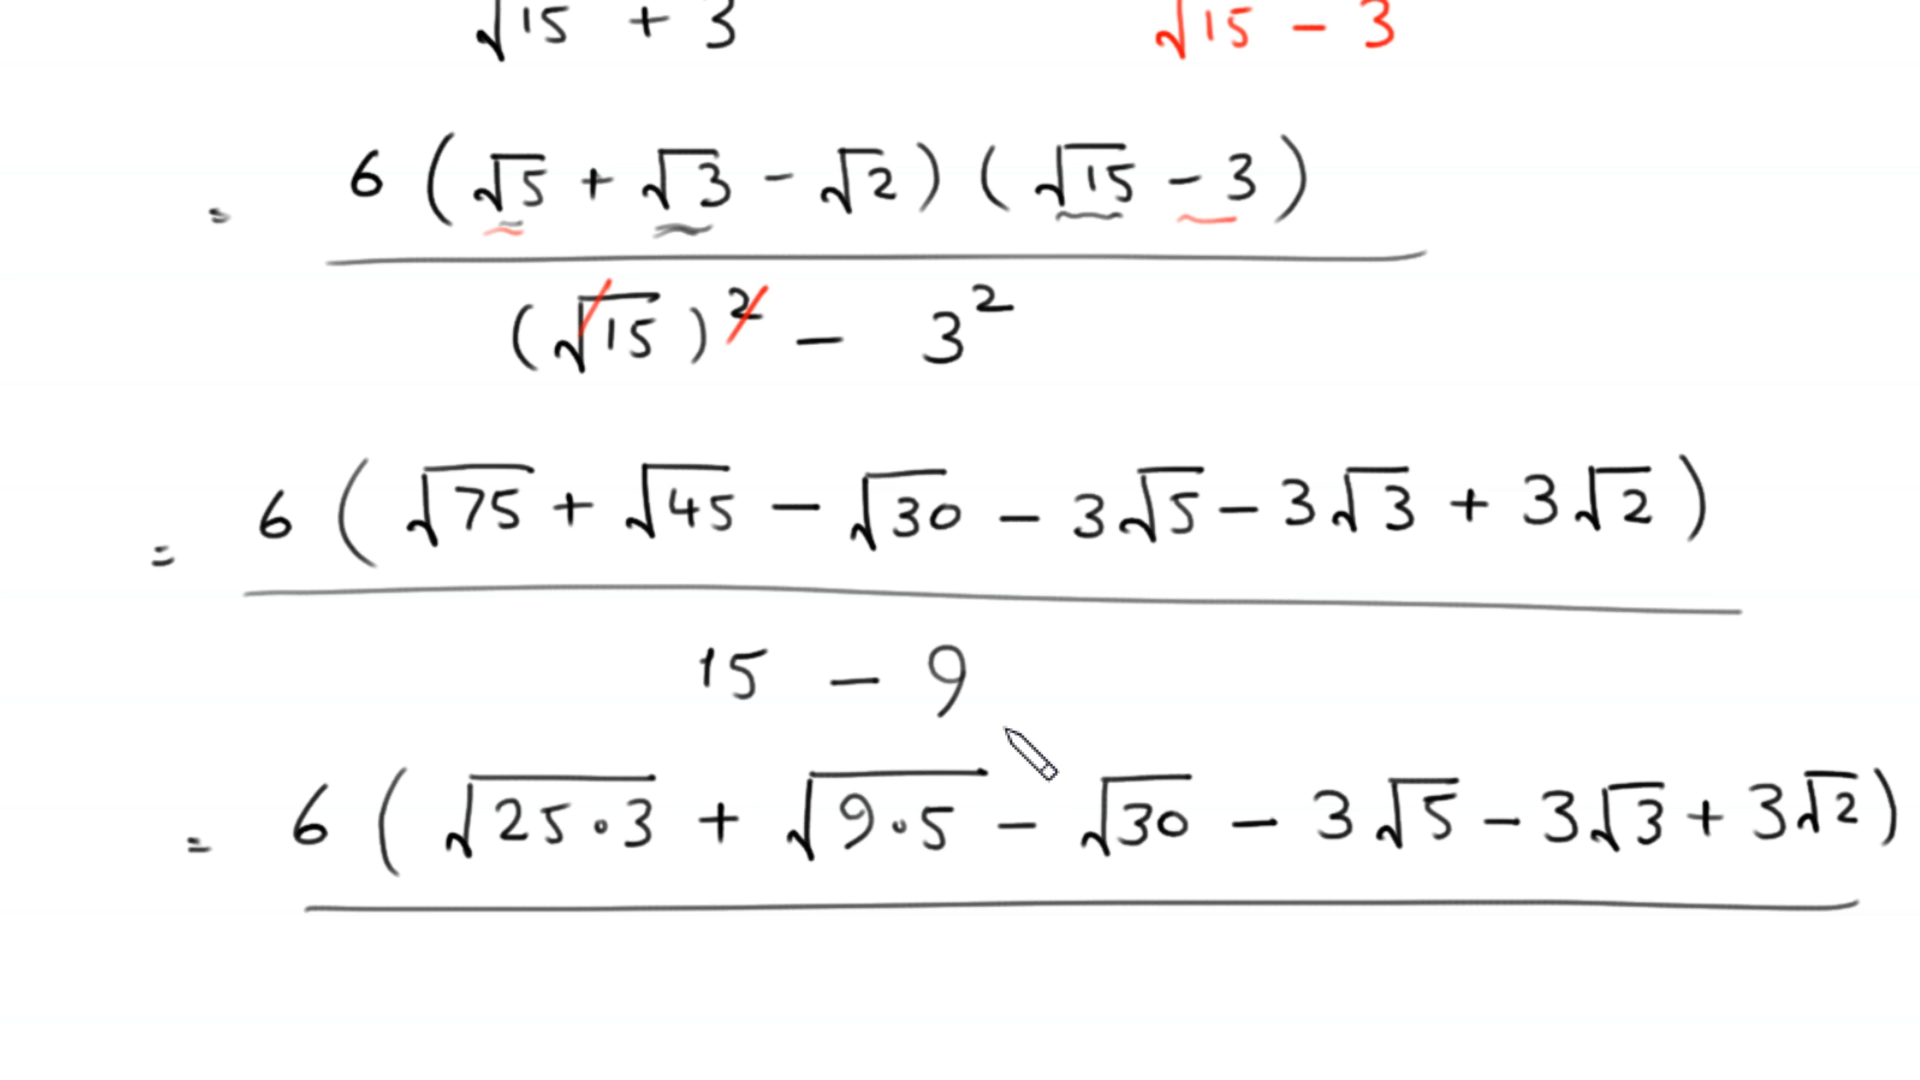 √15 + 3 √15 - 3
= 6 (√5 + √3 - √2) (√15 - 3)
(√15)² - 3²
= 6 (√75 + √45 - √30 - 3√5 - 3√3 + 3√2)
15 - 9
= 6 (√25·3 + √9·5 - √30 - 3√5 - 3√3 + 3√2)